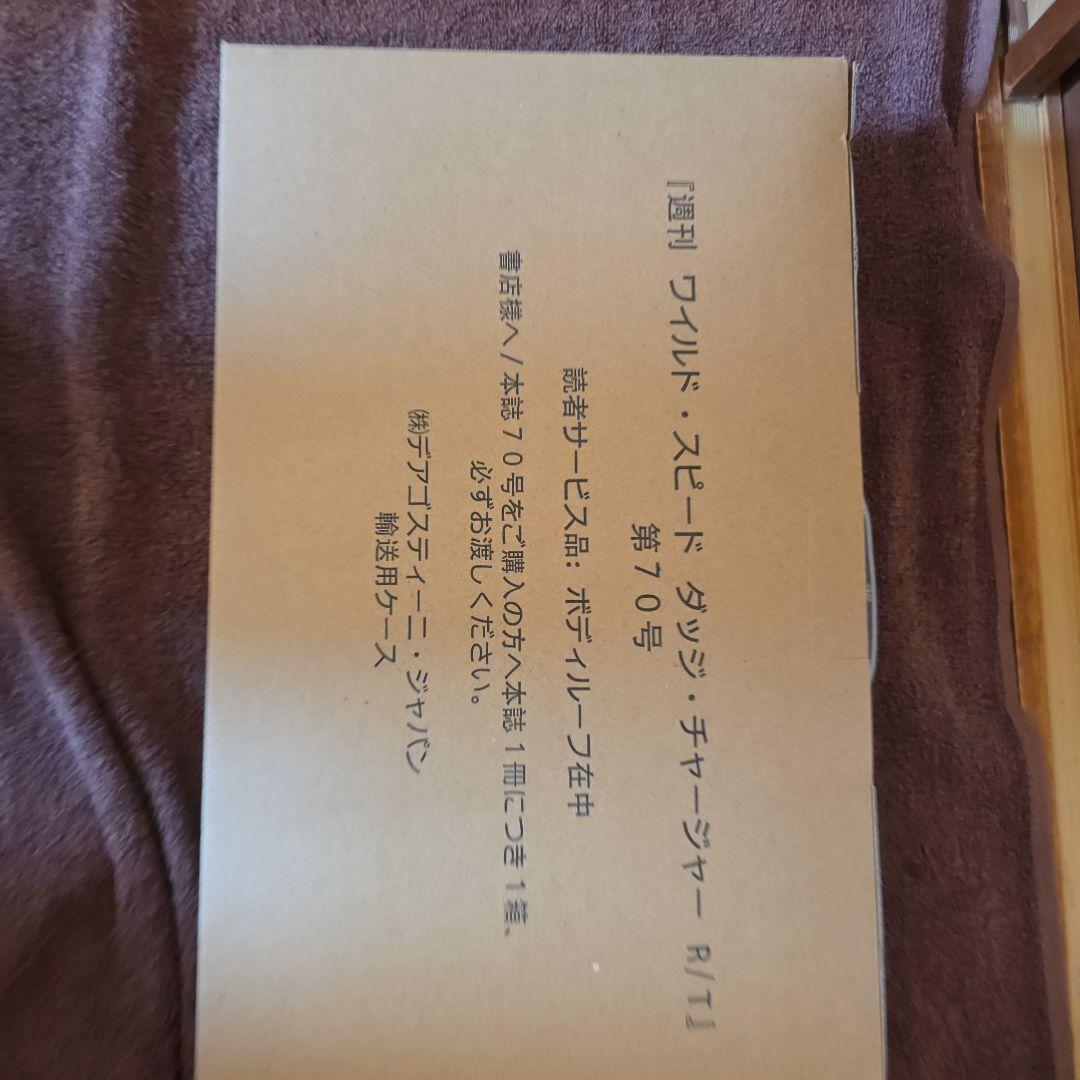 『週刊 ワイルド・スピード ダッジ・チャージャー R/T』
第70号
読者サービス品: ボディルーフ在中
書店様へ/本誌70号をご購入の方へ本誌1冊につき1箱、
必ずお渡しください。
㈱デアゴスティーニ・ジャパン
輸送用ケース